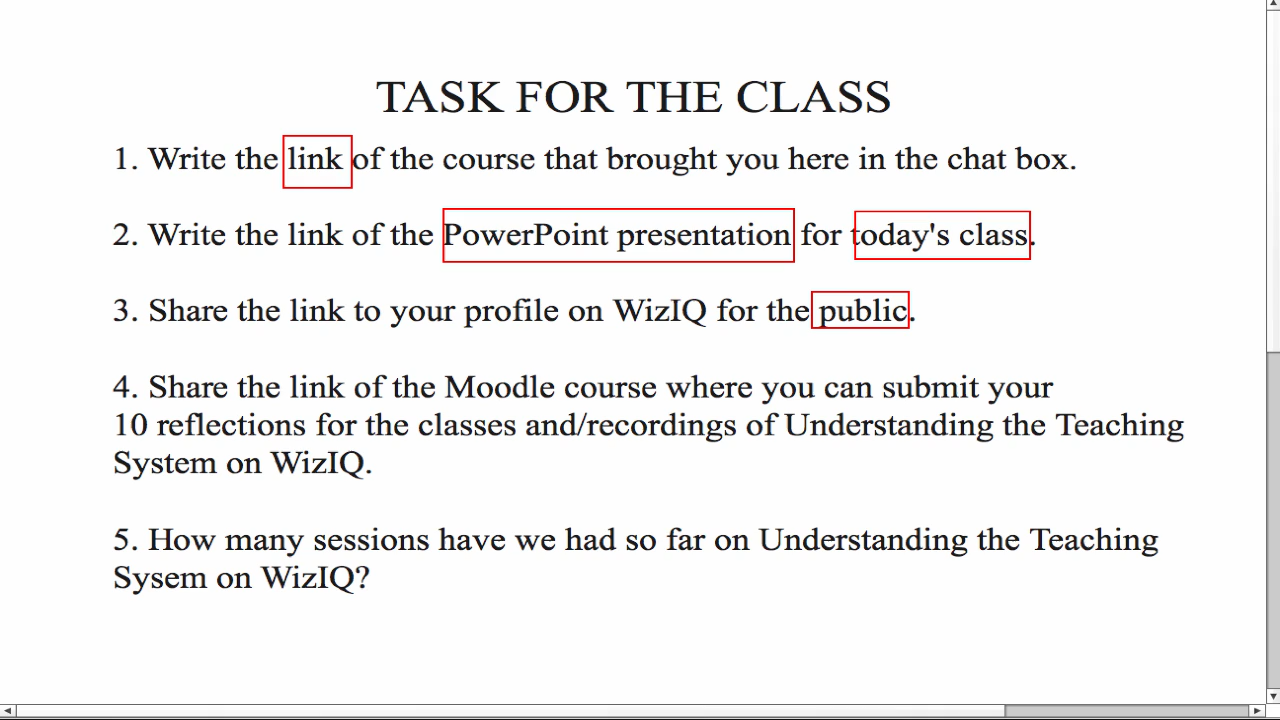 TASK FOR THE CLASS
1. Write the link of the course that brought you here in the chat box.
2. Write the link of the PowerPoint presentation for today's class.
3. Share the link to your profile on WizIQ for the public.
4. Share the link of the Moodle course where you can submit your
10 reflections for the classes and/recordings of Understanding the Teaching
System on WizIQ.
5. How many sessions have we had so far on Understanding the Teaching
Sysem on WizIQ?